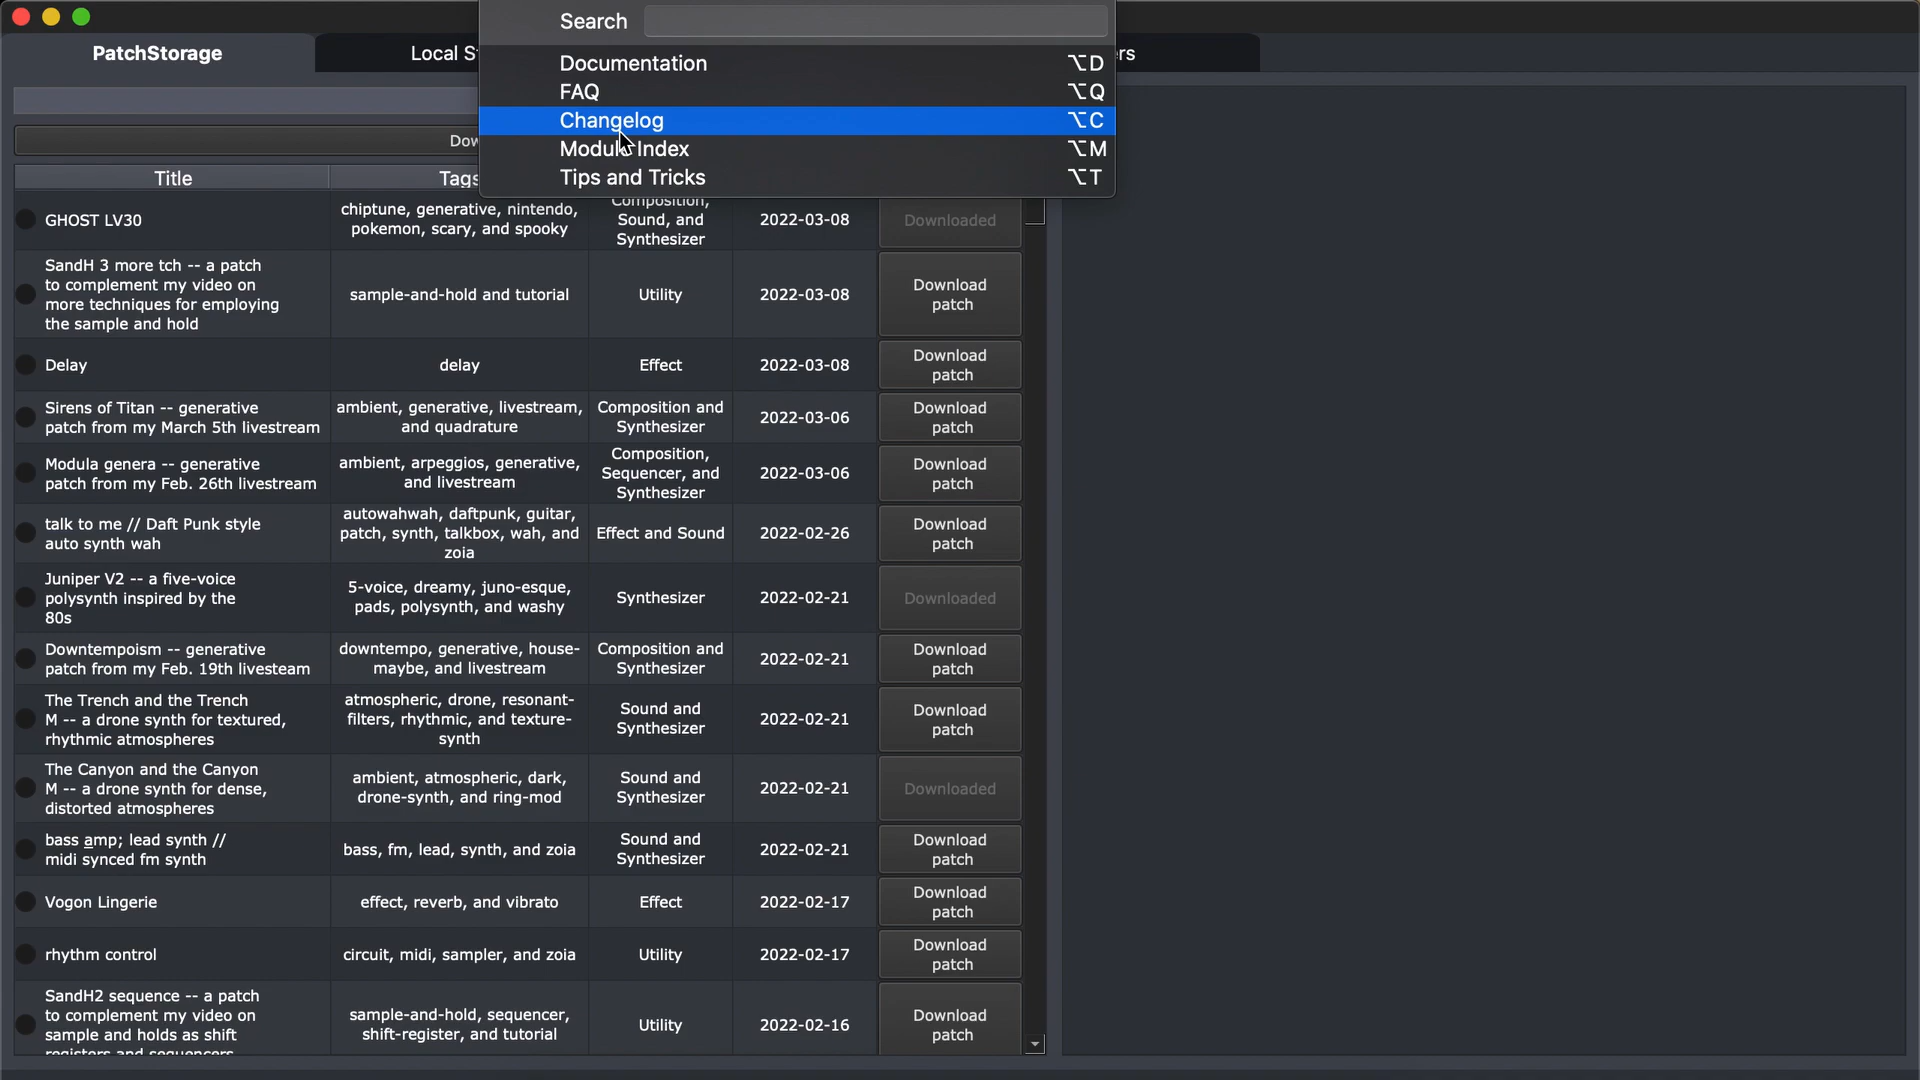 Search
Documentation ⌥D
FAQ ⌥Q
Changelog ⌥C
Module Index ⌥M
Tips and Tricks ⌥T
PatchStorage
Local S
rs
Dow
Title
Tags
GHOST LV30
chiptune, generative, nintendo,
pokemon, scary, and spooky
Composition,
Sound, and
Synthesizer
2022-03-08
Downloaded
SandH 3 more tch -- a patch
to complement my video on
more techniques for employing
the sample and hold
sample-and-hold and tutorial
Utility
2022-03-08
Download
patch
Delay
delay
Effect
2022-03-08
Download
patch
Sirens of Titan -- generative
patch from my March 5th livestream
ambient, generative, livestream,
and quadrature
Composition and
Synthesizer
2022-03-06
Download
patch
Modula genera -- generative
patch from my Feb. 26th livestream
ambient, arpeggios, generative,
and livestream
Composition,
Sequencer, and
Synthesizer
2022-03-06
Download
patch
talk to me // Daft Punk style
auto synth wah
autowahwah, daftpunk, guitar,
patch, synth, talkbox, wah, and
zoia
Effect and Sound
2022-02-26
Download
patch
Juniper V2 -- a five-voice
polysynth inspired by the
80s
5-voice, dreamy, juno-esque,
pads, polysynth, and washy
Synthesizer
2022-02-21
Downloaded
Downtempoism -- generative
patch from my Feb. 19th livesteam
downtempo, generative, house-
maybe, and livestream
Composition and
Synthesizer
2022-02-21
Download
patch
The Trench and the Trench
M -- a drone synth for textured,
rhythmic atmospheres
atmospheric, drone, resonant-
filters, rhythmic, and texture-
synth
Sound and
Synthesizer
2022-02-21
Download
patch
The Canyon and the Canyon
M -- a drone synth for dense,
distorted atmospheres
ambient, atmospheric, dark,
drone-synth, and ring-mod
Sound and
Synthesizer
2022-02-21
Downloaded
bass amp; lead synth //
midi synced fm synth
bass, fm, lead, synth, and zoia
Sound and
Synthesizer
2022-02-21
Download
patch
Vogon Lingerie
effect, reverb, and vibrato
Effect
2022-02-17
Download
patch
rhythm control
circuit, midi, sampler, and zoia
Utility
2022-02-17
Download
patch
SandH2 sequence -- a patch
to complement my video on
sample and holds as shift
registers and sequencers
sample-and-hold, sequencer,
shift-register, and tutorial
Utility
2022-02-16
Download
patch